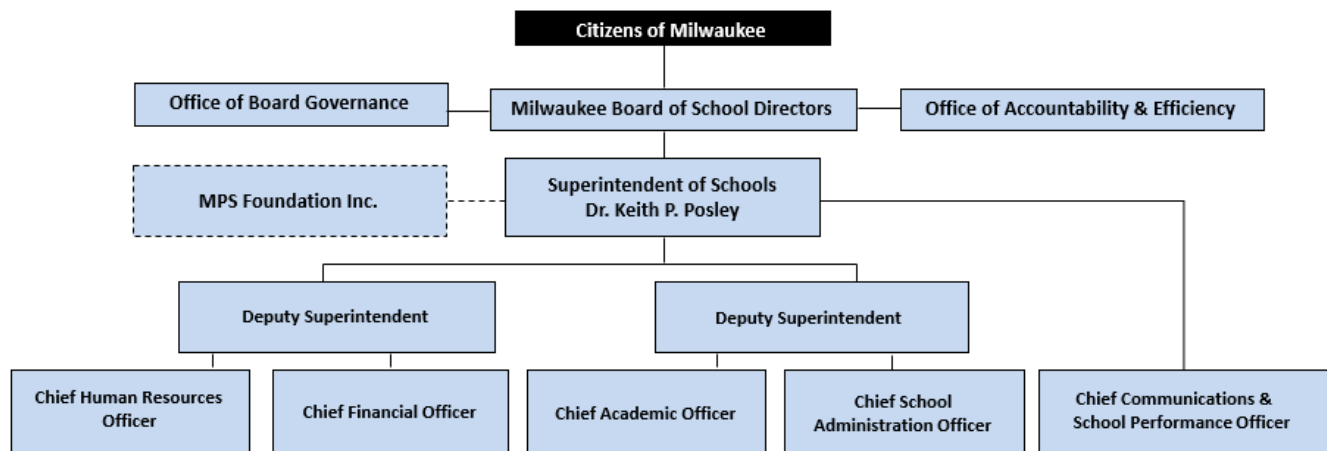 Citizens of Milwaukee
Office of Board Governance
Milwaukee Board of School Directors
Office of Accountability & Efficiency
MPS Foundation Inc.
Superintendent of Schools
Dr. Keith P. Posley
Deputy Superintendent
Deputy Superintendent
Chief Human Resources
Officer
Chief Financial Officer
Chief Academic Officer
Chief School
Administration Officer
Chief Communications &
School Performance Officer